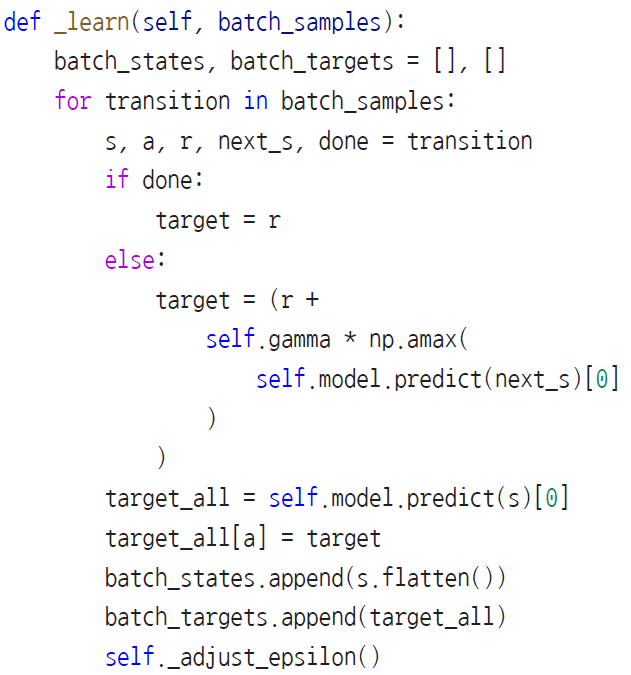 def _learn(self, batch_samples):
    batch_states, batch_targets = [], []
    for transition in batch_samples:
        s, a, r, next_s, done = transition
        if done:
            target = r
        else:
            target = (r +
                self.gamma * np.amax(
                    self.model.predict(next_s)[0]
                )
            )
        target_all = self.model.predict(s)[0]
        target_all[a] = target
        batch_states.append(s.flatten())
        batch_targets.append(target_all)
        self._adjust_epsilon()